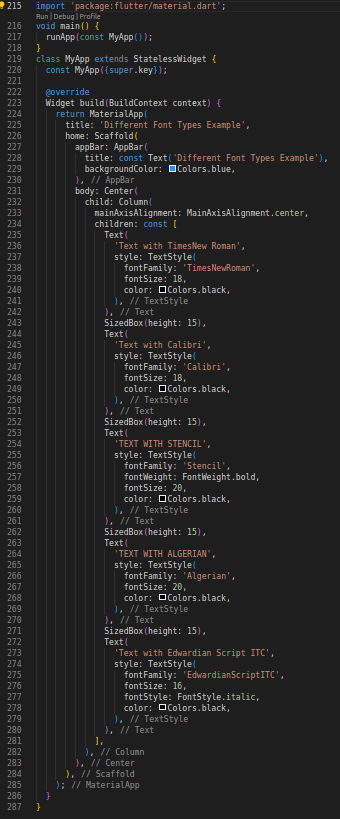 215 import 'package:flutter/material.dart';
Run | Debug | Profile
216 void main() {
217   runApp(const MyApp());
218 }
219 class MyApp extends StatelessWidget {
220   const MyApp({super.key});
221
222   @override
223   Widget build(BuildContext context) {
224     return MaterialApp(
225       title: 'Different Font Types Example',
226       home: Scaffold(
227         appBar: AppBar(
228           title: const Text('Different Font Types Example'),
229           backgroundColor: Colors.blue,
230         ), // AppBar
231         body: Center(
232           child: Column(
233             mainAxisAlignment: MainAxisAlignment.center,
234             children: const [
235               Text(
236                 'Text with TimesNew Roman',
237                 style: TextStyle(
238                   fontFamily: 'TimesNewRoman',
239                   fontSize: 18,
240                   color: Colors.black,
241                 ), // TextStyle
242               ), // Text
243               SizedBox(height: 15),
244               Text(
245                 'Text with Calibri',
246                 style: TextStyle(
247                   fontFamily: 'Calibri',
248                   fontSize: 18,
249                   color: Colors.black,
250                 ), // TextStyle
251               ), // Text
252               SizedBox(height: 15),
253               Text(
254                 'TEXT WITH STENCIL',
255                 style: TextStyle(
256                   fontFamily: 'Stencil',
257                   fontWeight: FontWeight.bold,
258                   fontSize: 20,
259                   color: Colors.black,
260                 ), // TextStyle
261               ), // Text
262               SizedBox(height: 15),
263               Text(
264                 'TEXT WITH ALGERIAN',
265                 style: TextStyle(
266                   fontFamily: 'Algerian',
267                   fontSize: 20,
268                   color: Colors.black,
269                 ), // TextStyle
270               ), // Text
271               SizedBox(height: 15),
272               Text(
273                 'Text with Edwardian Script ITC',
274                 style: TextStyle(
275                   fontFamily: 'EdwardianScriptITC',
276                   fontSize: 16,
277                   fontStyle: FontStyle.italic,
278                   color: Colors.black,
279                 ), // TextStyle
280               ), // Text
281             ],
282           ), // Column
283         ), // Center
284       ), // Scaffold
285     ); // MaterialApp
286   }
287 }